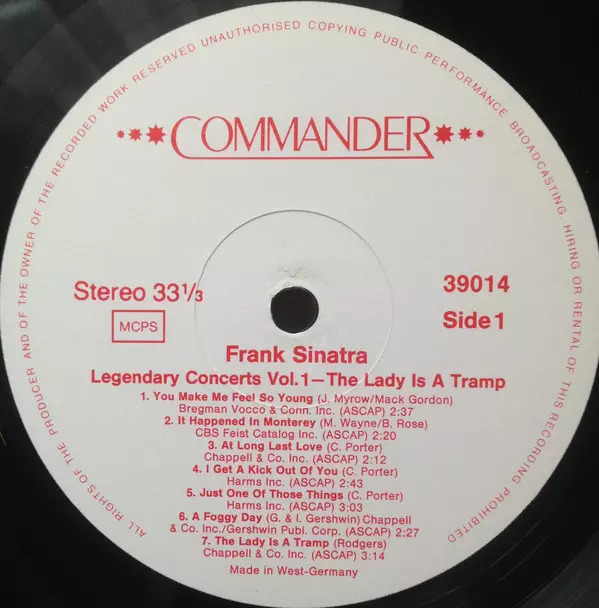 ALL RIGHTS OF THE PRODUCER AND OF THE OWNER OF THE RECORDED WORK RESERVED UNAUTHORISED COPYING PUBLIC PERFORMANCE BROADCASTING, HIRING OR RENTAL OF THIS RECORDING PROHIBITED
COMMANDER
Stereo 33 1/3
39014
MCPS
Side 1
Frank Sinatra
Legendary Concerts Vol. 1—The Lady Is A Tramp
1. You Make Me Feel So Young (J. Myrow/Mack Gordon)
Bregman Vocco & Conn. Inc. (ASCAP) 2:37
2. It Happened In Monterey (M. Wayne/B. Rose)
CBS Feist Catalog Inc. (ASCAP) 2:20
3. At Long Last Love (C. Porter)
Chappell & Co. Inc. (ASCAP) 2:12
4. I Get A Kick Out Of You (C. Porter)
Harms Inc. (ASCAP) 2:43
5. Just One Of Those Things (C. Porter)
Harms Inc. (ASCAP) 3:03
6. A Foggy Day (G. & I. Gershwin) Chappell
& Co. Inc./Gershwin Publ. Corp. (ASCAP) 2:27
7. The Lady Is A Tramp (Rodgers)
Chappell & Co. Inc. (ASCAP) 3:14
Made in West-Germany